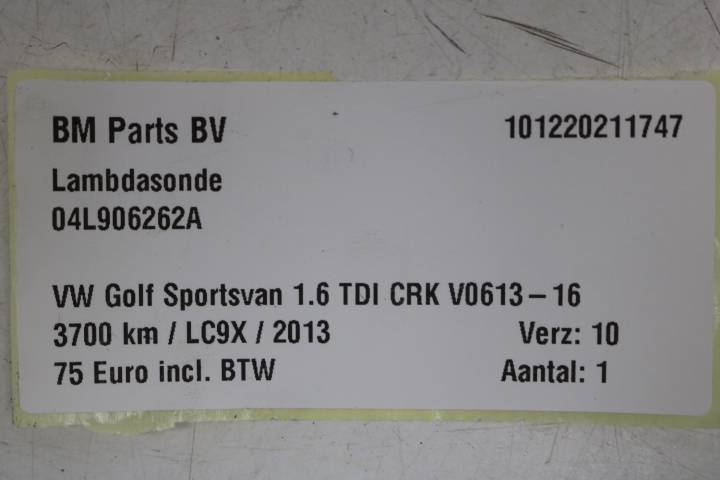 BM Parts BV 101220211747
Lambdasonde
04L906262A
VW Golf Sportsvan 1.6 TDI CRK V0613-16
3700 km / LC9X / 2013 Verz: 10
75 Euro incl. BTW Aantal: 1